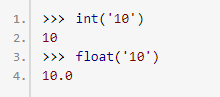 1. >>> int('10')
2. 10
3. >>> float('10')
4. 10.0